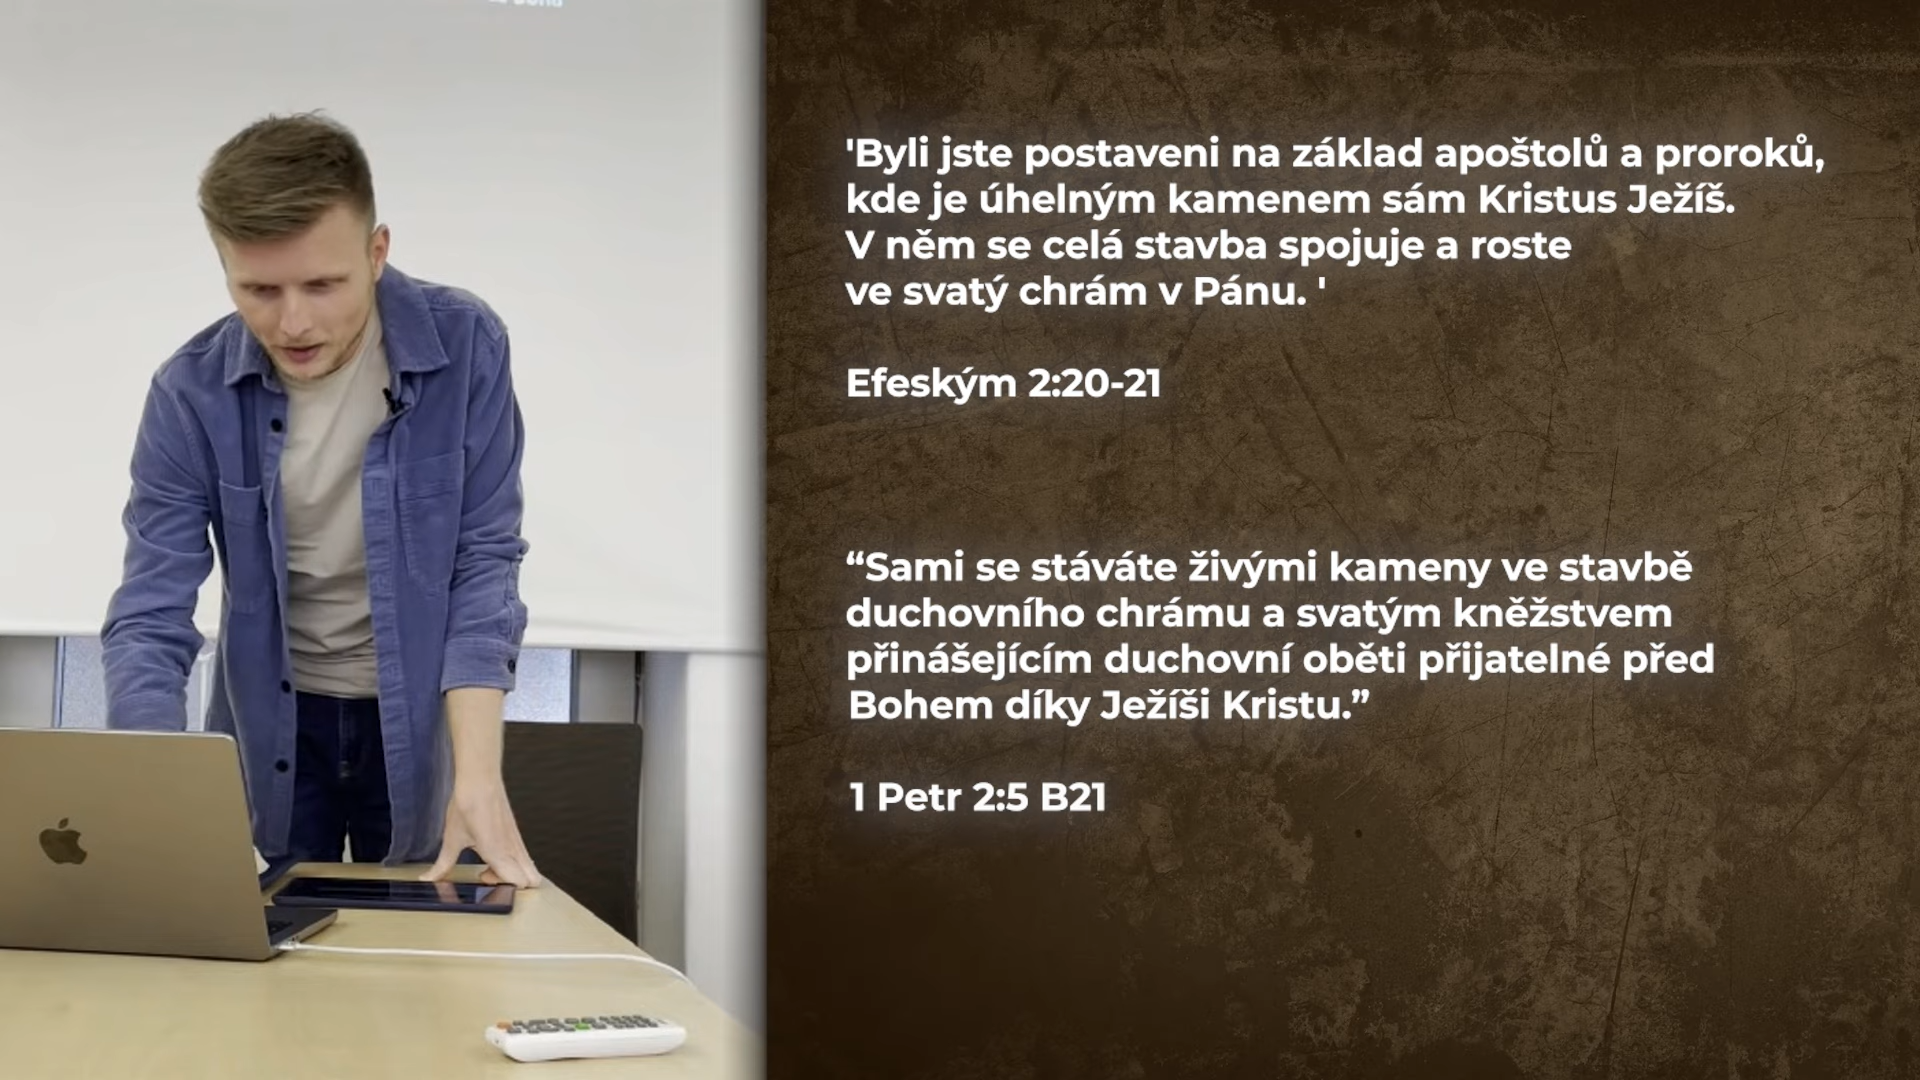 'Byli jste postaveni na základ apoštolů a proroků,
kde je úhelným kamenem sám Kristus Ježíš.
V něm se celá stavba spojuje a roste
ve svatý chrám v Pánu. '
Efeským 2:20-21
“Sami se stáváte živými kameny ve stavbě
duchovního chrámu a svatým kněžstvem
přinášejícím duchovní oběti přijatelné před
Bohem díky Ježíši Kristu.”
1 Petr 2:5 B21